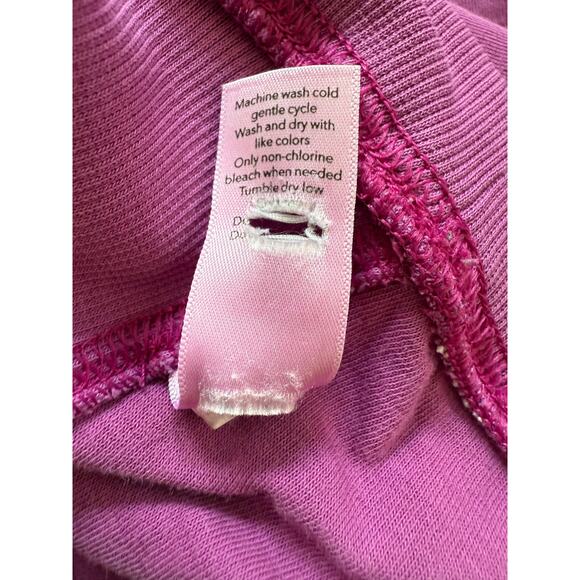 Machine wash cold
gentle cycle
Wash and dry with
like colors
Only non-chlorine
bleach when needed
Tumble dry low